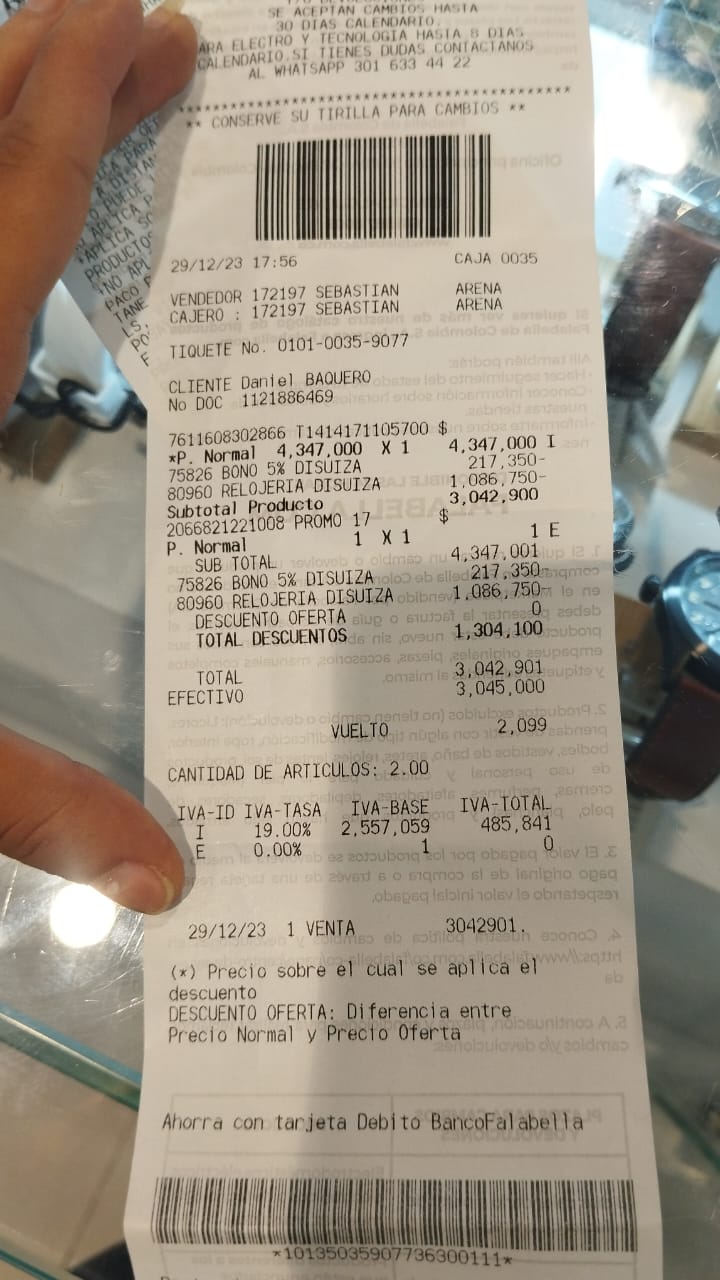 SE ACEPTAN CAMBIOS HASTA
30 DIAS CALENDARIO.
ARA ELECTRO Y TECNOLOGIA HASTA 8 DIAS
CALENDARIO.SI TIENES DUDAS CONTACTANOS
AL WHATSAPP 301 633 44 22
** CONSERVE SU TIRILLA PARA CAMBIOS **
29/12/23 17:56 CAJA 0035
VENDEDOR 172197 SEBASTIAN ARENA
CAJERO : 172197 SEBASTIAN ARENA
TIQUETE No. 0101-0035-9077
CLIENTE Daniel BAQUERO
No DOC 1121886469
7611608302866 T1414171105700 $
*P. Normal 4,347,000 X 1 4,347,000 I
75826 BONO 5% DISUIZA 217,350-
80960 RELOJERIA DISUIZA 1,086,750-
Subtotal Producto 3,042,900
2066821221008 PROMO 17 $
P. Normal 1 X 1 1 E
SUB TOTAL 4,347,001
75826 BONO 5% DISUIZA 217,350-
80960 RELOJERIA DISUIZA 1,086,750-
DESCUENTO OFERTA 0
TOTAL DESCUENTOS 1,304,100
TOTAL 3,042,901
EFECTIVO 3,045,000
VUELTO 2,099
CANTIDAD DE ARTICULOS: 2.00
IVA-ID IVA-TASA IVA-BASE IVA-TOTAL
I 19.00% 2,557,059 485,841
E 0.00% 1 0
29/12/23 1 VENTA 3042901.
(*) Precio sobre el cual se aplica el
descuento
DESCUENTO OFERTA: Diferencia entre
Precio Normal y Precio Oferta
Ahorra con tarjeta Debito BancoFalabella
*10135035907736300111*